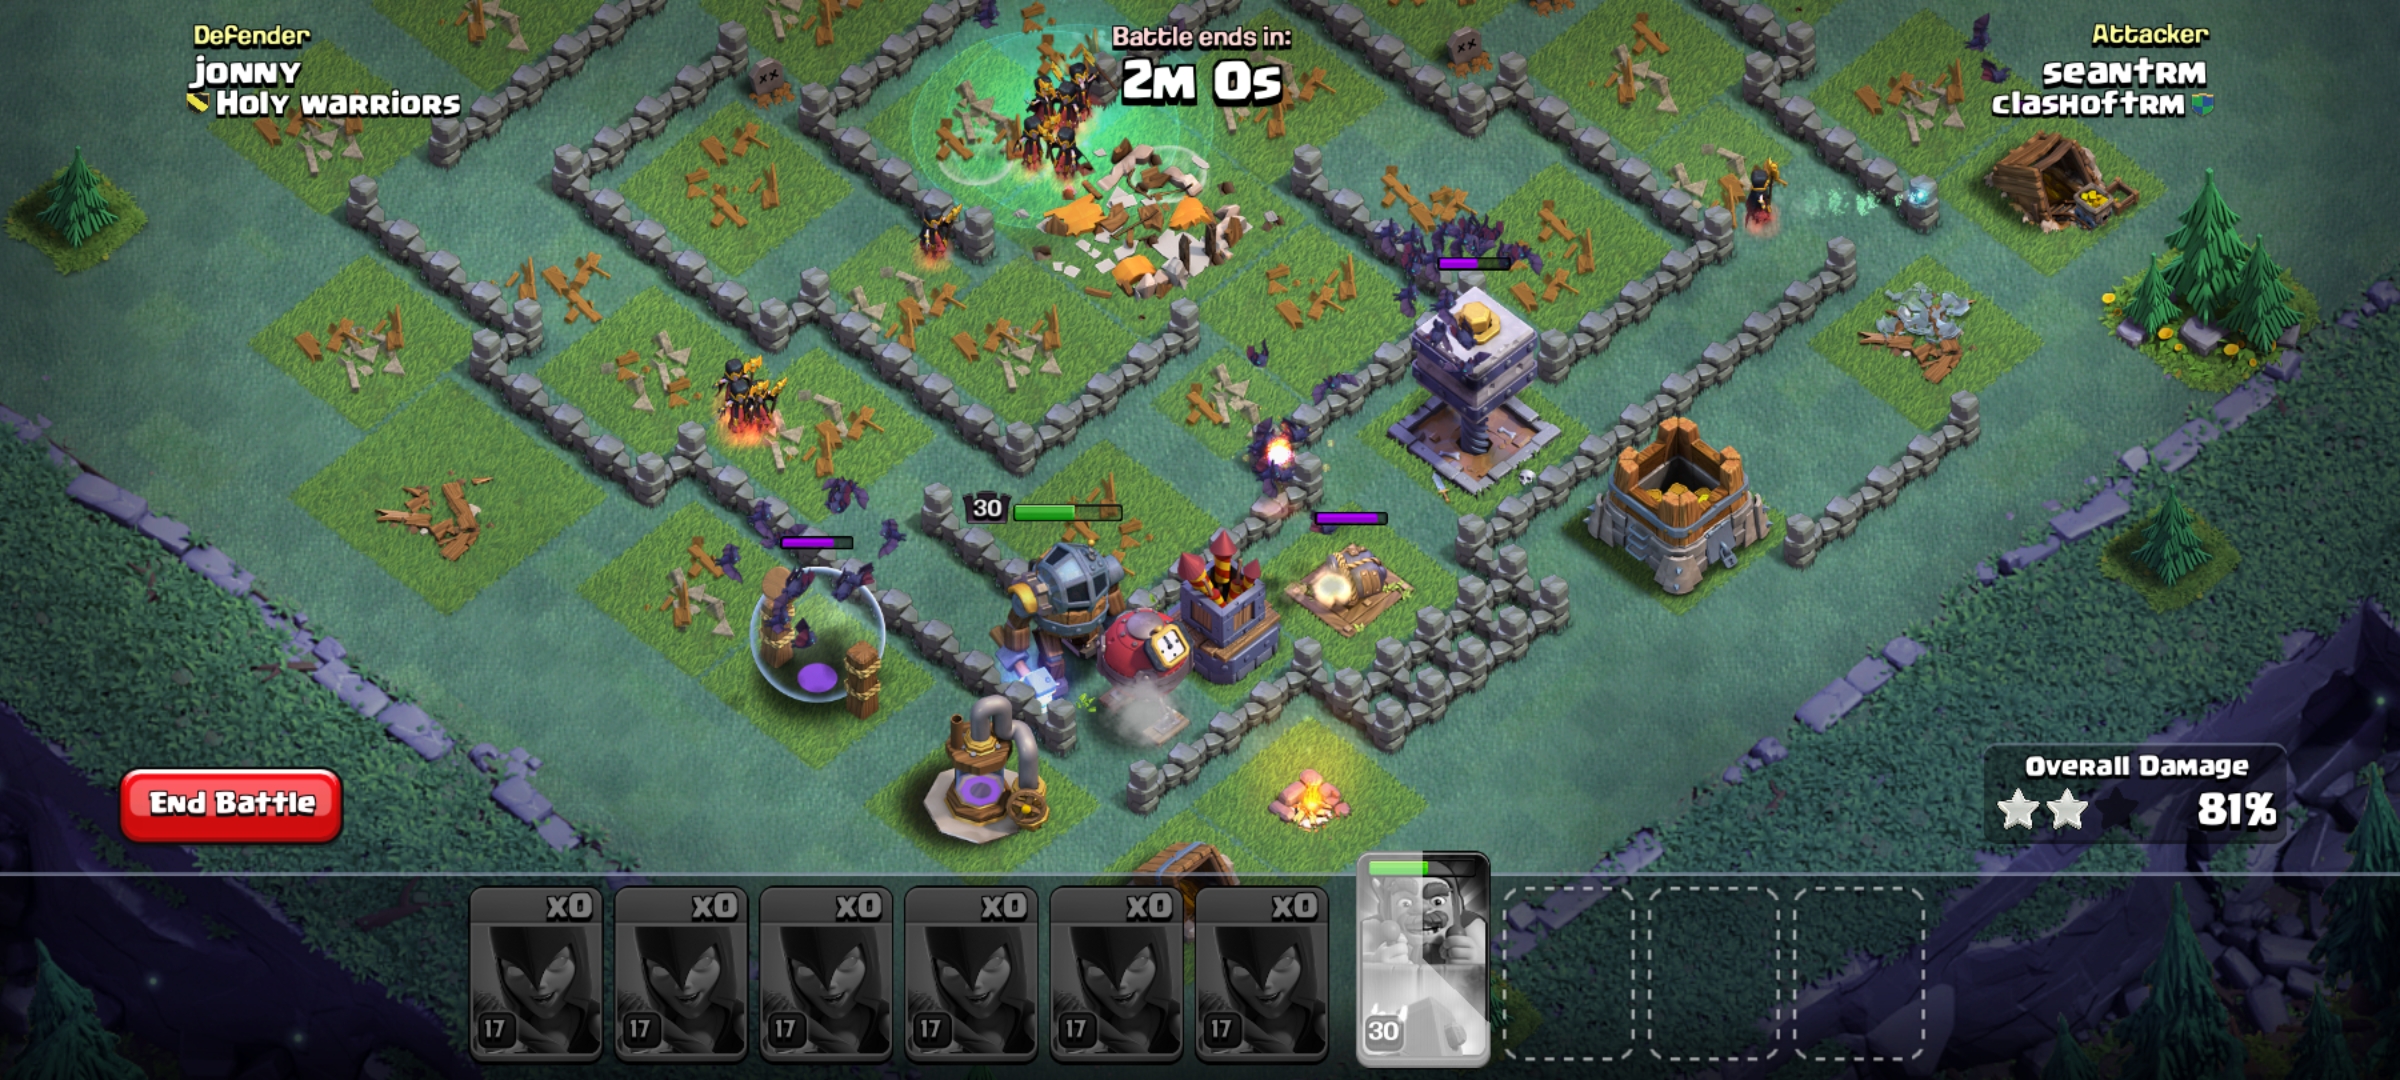 Defender
jonny
Holy warriors
Battle ends in:
2M 0s
Attacker
seantrm
clashoftrm
30
End Battle
Overall Damage
81%
x0
x0
x0
x0
x0
x0
17
17
17
17
17
17
30